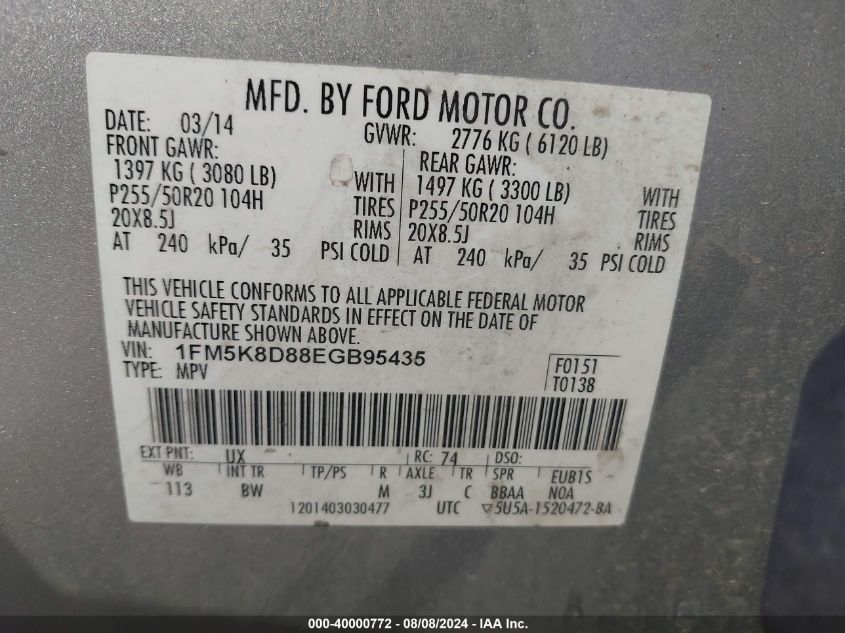 MFD. BY FORD MOTOR CO.
DATE: 03/14 GVWR: 2776 KG ( 6120 LB)
FRONT GAWR: REAR GAWR:
1397 KG ( 3080 LB) WITH 1497 KG ( 3300 LB) WITH
P255/50R20 104H TIRES P255/50R20 104H TIRES
20X8.5J RIMS 20X8.5J RIMS
AT 240 kPa/ 35 PSI COLD AT 240 kPa/ 35 PSI COLD
THIS VEHICLE CONFORMS TO ALL APPLICABLE FEDERAL MOTOR
VEHICLE SAFETY STANDARDS IN EFFECT ON THE DATE OF
MANUFACTURE SHOWN ABOVE.
VIN: 1FM5K8D88EGB95435 F0151
TYPE: MPV T0138
EXT PNT: UX RC: 74 DSO:
WB INT TR TP/PS R AXLE TR SPR EUB1S
113 BW M 3J C BBAA NOA
1201403030477 UTC ▽5U5A-1520472-BA
000-40000772 - 08/08/2024 - IAA Inc.